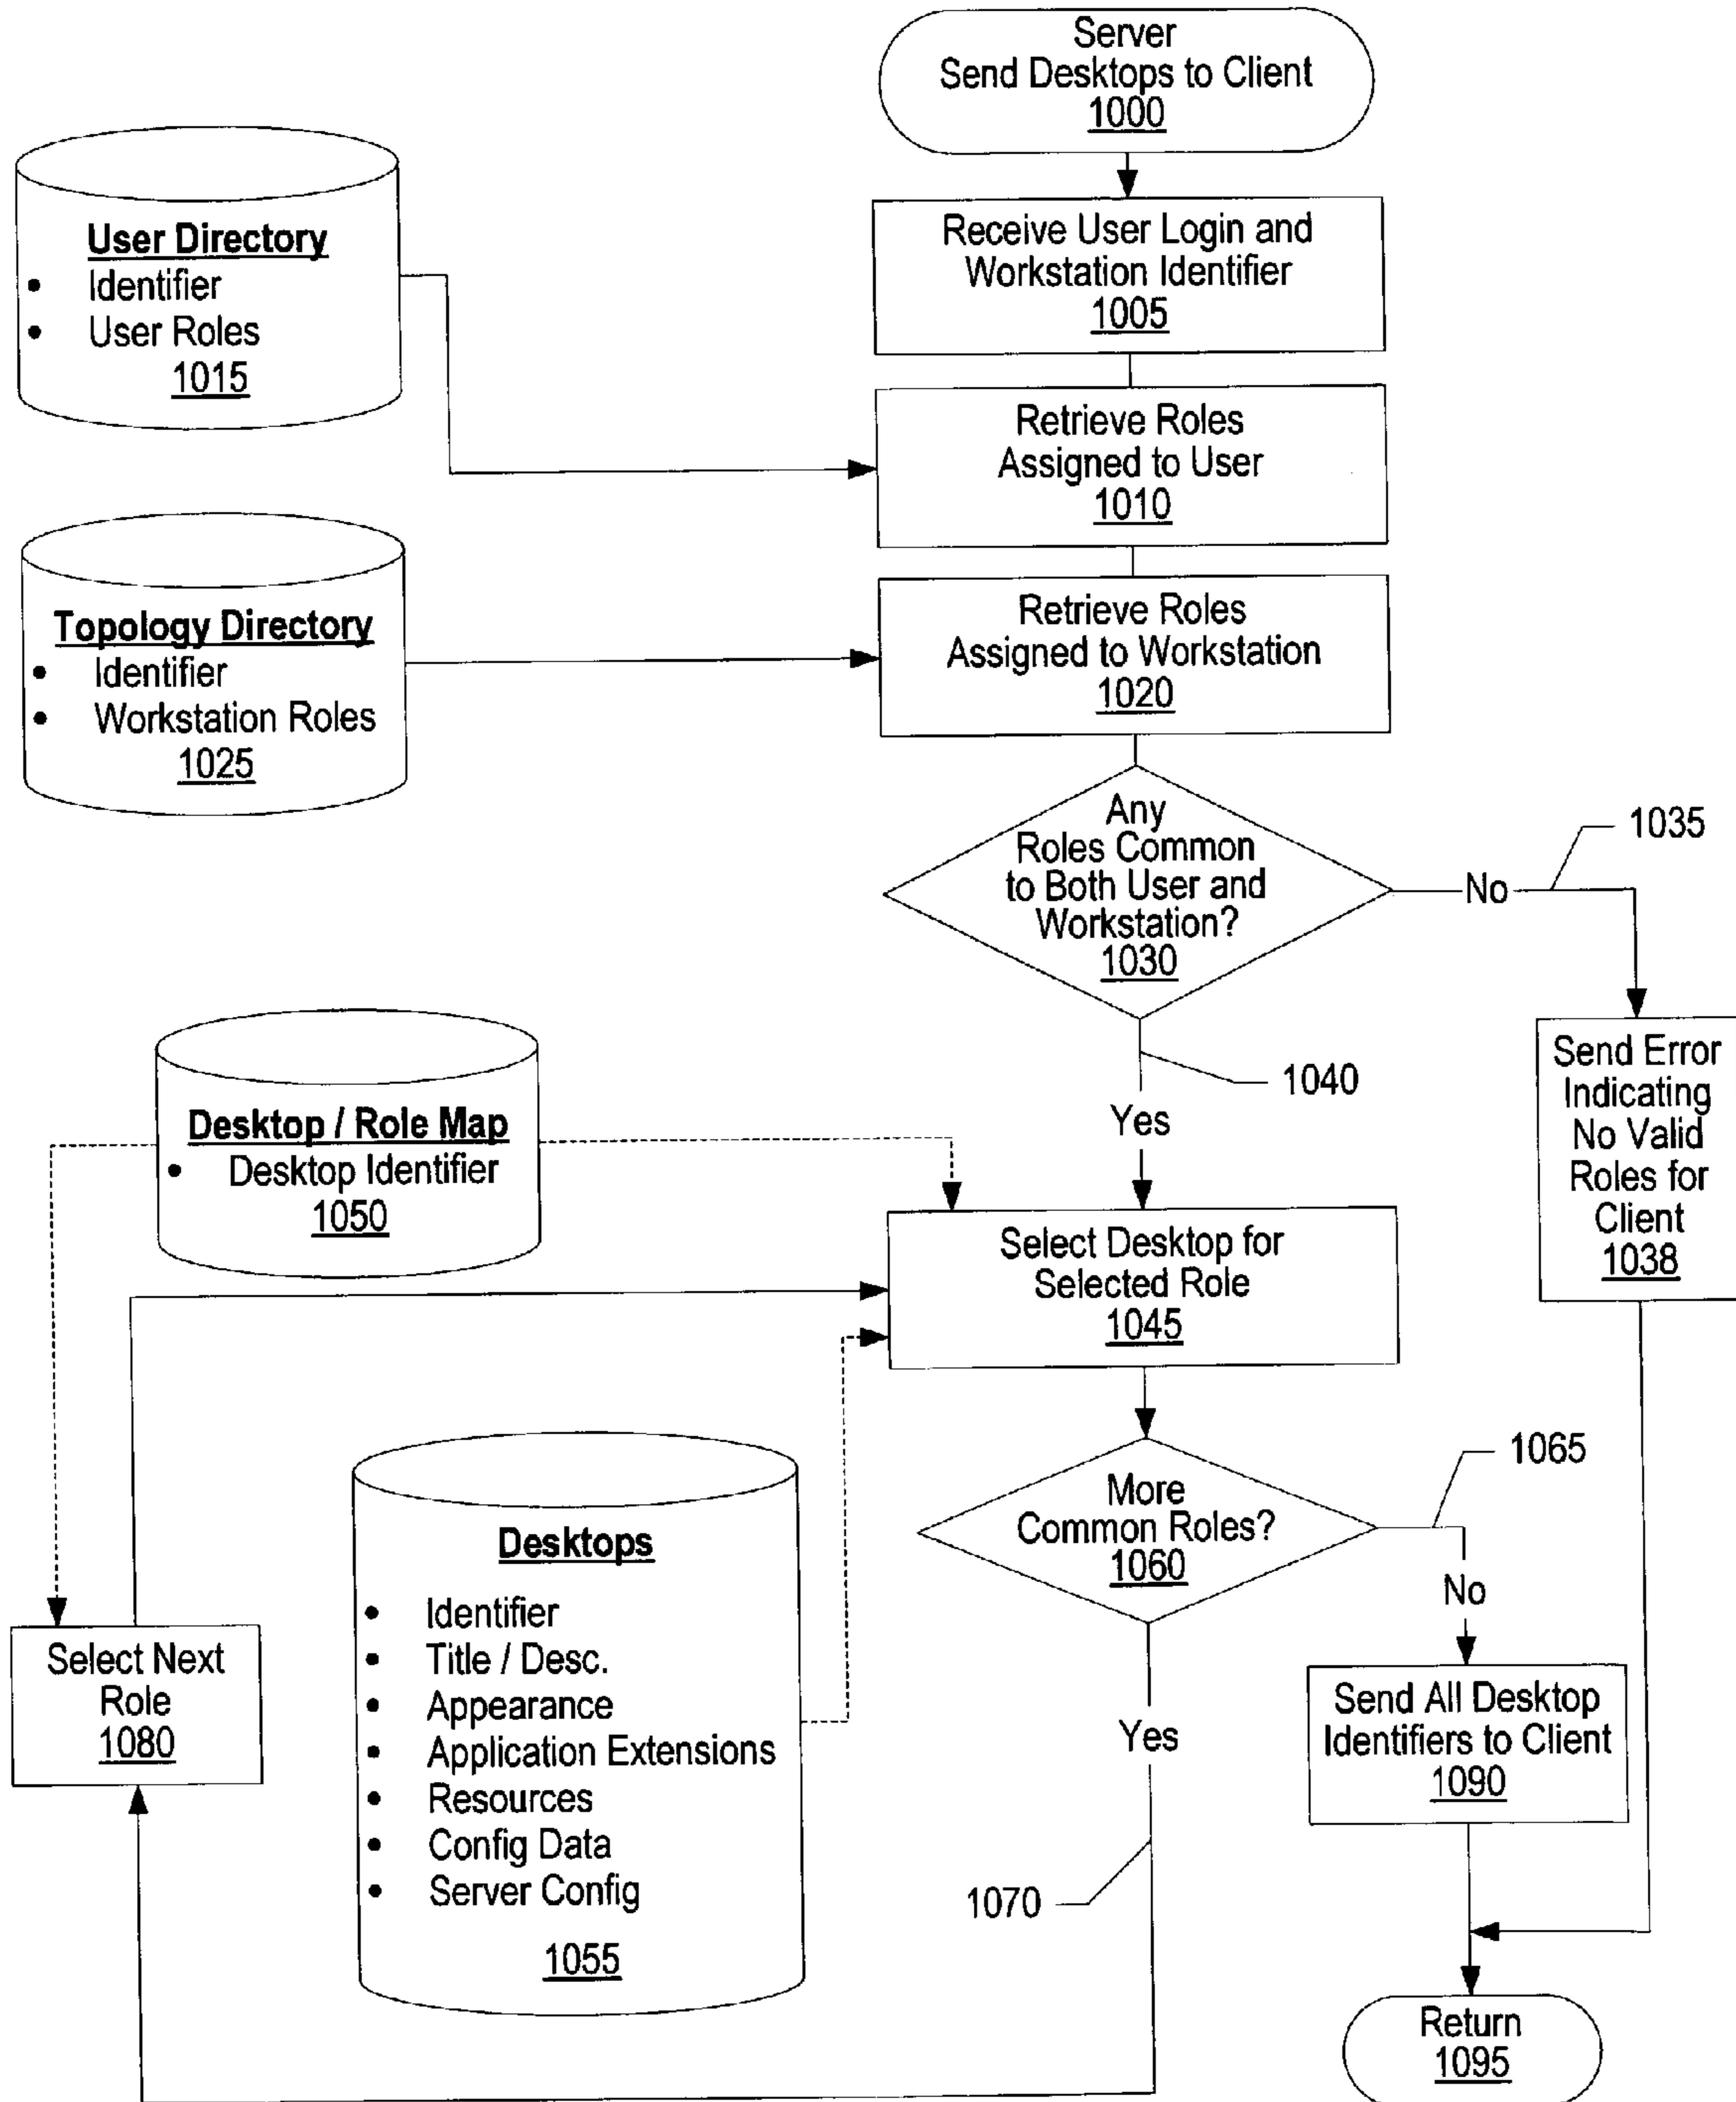 Server
Send Desktops to Client
1000
Receive User Login and
Workstation Identifier
1005
User Directory
• Identifier
• User Roles
1015
Retrieve Roles
Assigned to User
1010
Topology Directory
• Identifier
• Workstation Roles
1025
Retrieve Roles
Assigned to Workstation
1020
Any
Roles Common
to Both User and
Workstation?
1030
No
1035
Send Error
Indicating
No Valid
Roles for
Client
1038
1040
Yes
Desktop / Role Map
• Desktop Identifier
1050
Select Desktop for
Selected Role
1045
More
Common Roles?
1060
1065
No
Desktops
• Identifier
• Title / Desc.
• Appearance
• Application Extensions
• Resources
• Config Data
• Server Config
1055
Select Next
Role
1080
Yes
1070
Send All Desktop
Identifiers to Client
1090
Return
1095